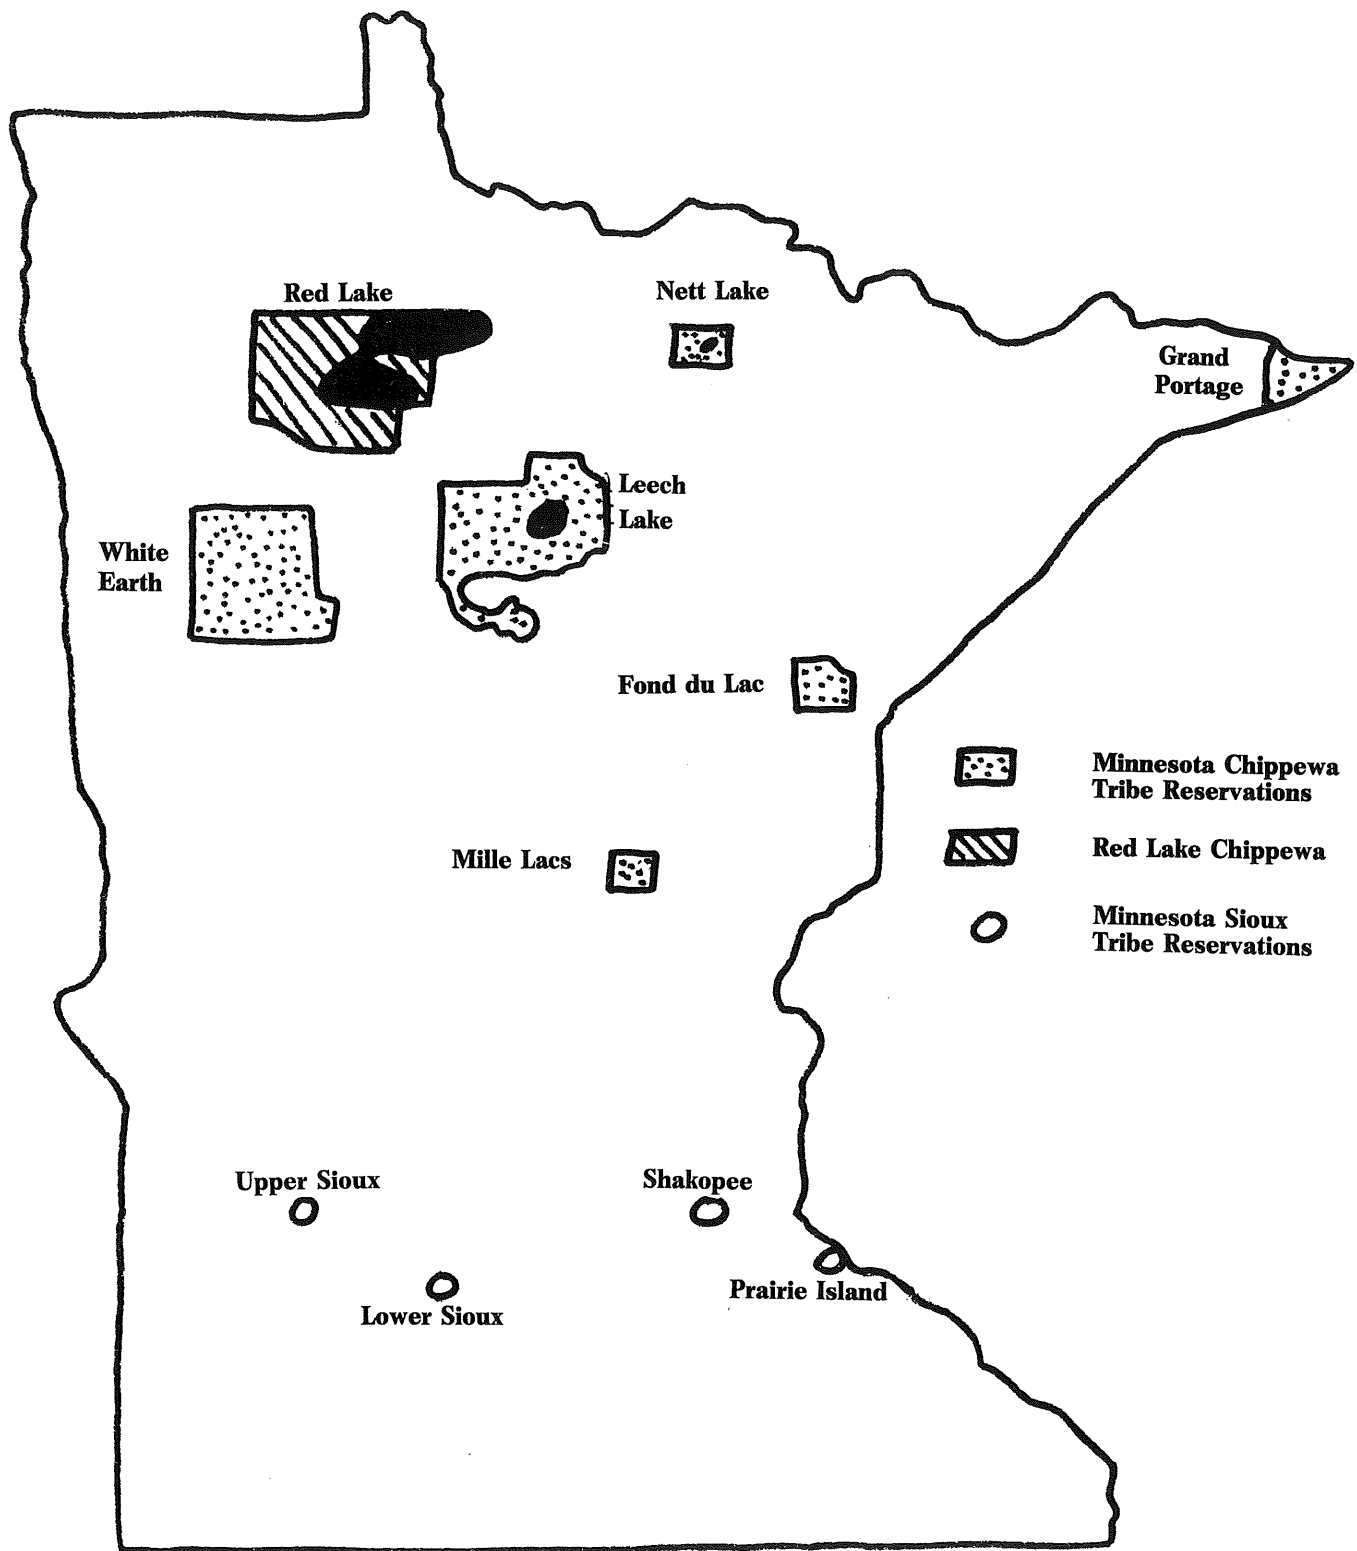 Red Lake
Nett Lake
Grand
Portage
Leech
Lake
White
Earth
Fond du Lac
Minnesota Chippewa
Tribe Reservations
Mille Lacs
Red Lake Chippewa
Minnesota Sioux
Tribe Reservations
Upper Sioux
Shakopee
Prairie Island
Lower Sioux